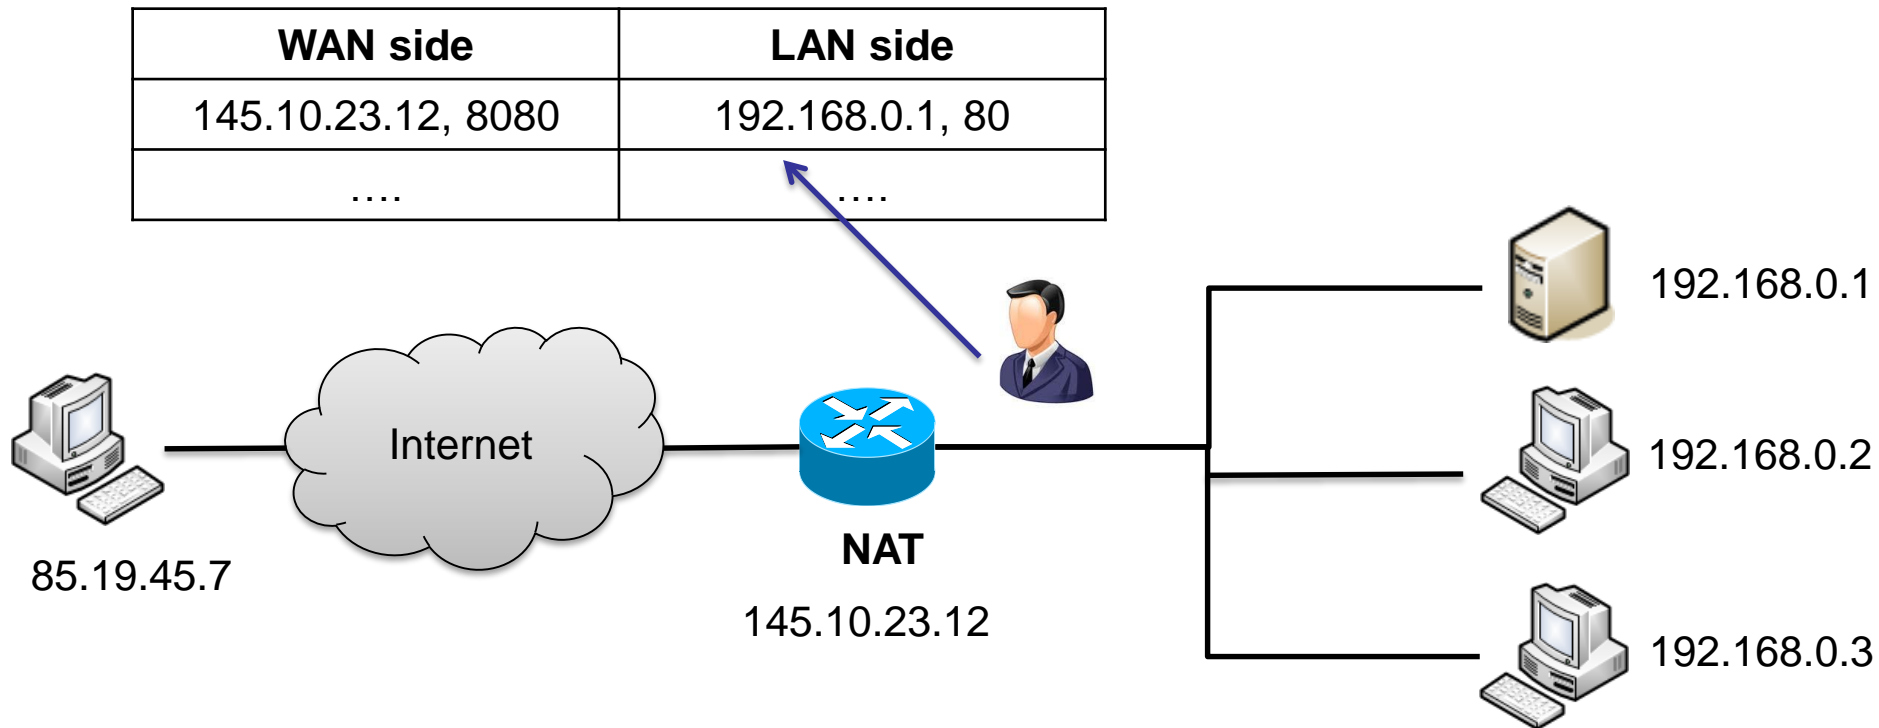 WAN side LAN side
145.10.23.12, 8080 192.168.0.1, 80
…. ….
192.168.0.1
Internet
192.168.0.2
NAT
85.19.45.7
145.10.23.12
192.168.0.3